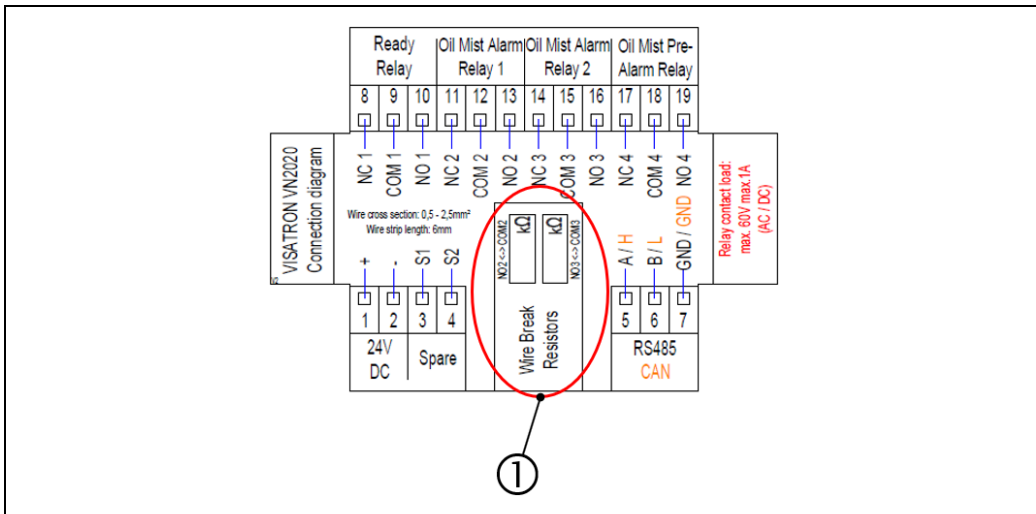 Ready
Relay
Oil Mist Alarm
Relay 1
Oil Mist Alarm
Relay 2
Oil Mist Pre-
Alarm Relay
8 9 10 11 12 13 14 15 16 17 18 19
NC 1
COM 1
NO 1
NC 2
COM 2
NO 2
NC 3
COM 3
NO 3
NC 4
COM 4
NO 4
VISATRON VN2020
Connection diagram
Wire cross section: 0,5 - 2,5mm²
Wire strip length: 6mm
+
-
S1
S2
NO2 <-> COM2
kΩ
kΩ
NO3 <-> COM3
Wire Break
Resistors
A / H
B / L
GND / GND
Relay contact load:
max. 60V max.1A
(AC / DC)
1 2 3 4 5 6 7
24V
DC
Spare
RS485
CAN
1